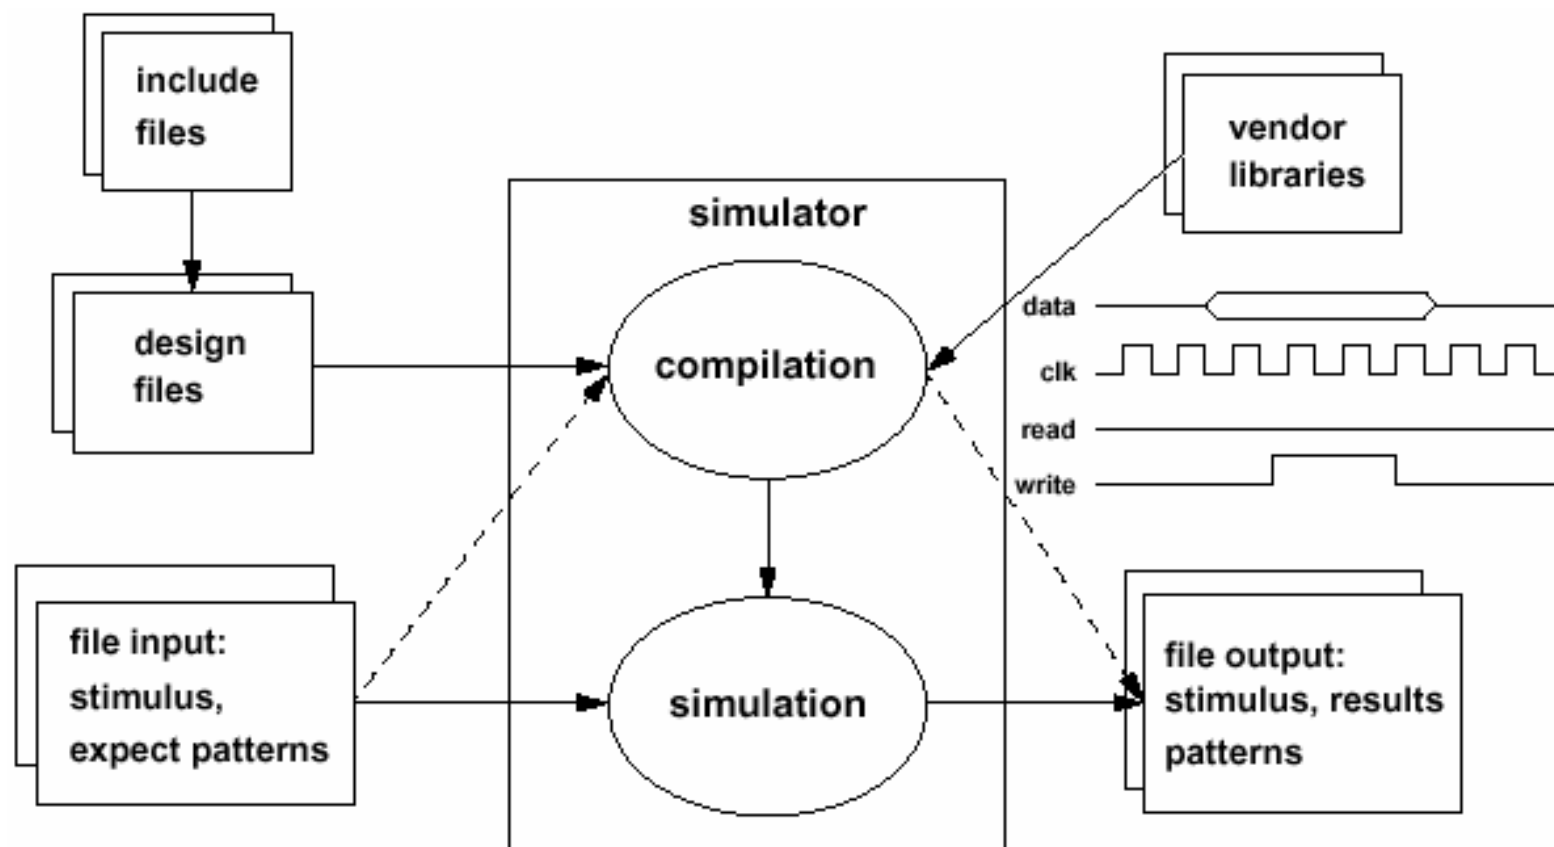 include
files
vendor
libraries
simulator
design
files
compilation
data
clk
read
write
file input:
stimulus,
expect patterns
simulation
file output:
stimulus, results
patterns